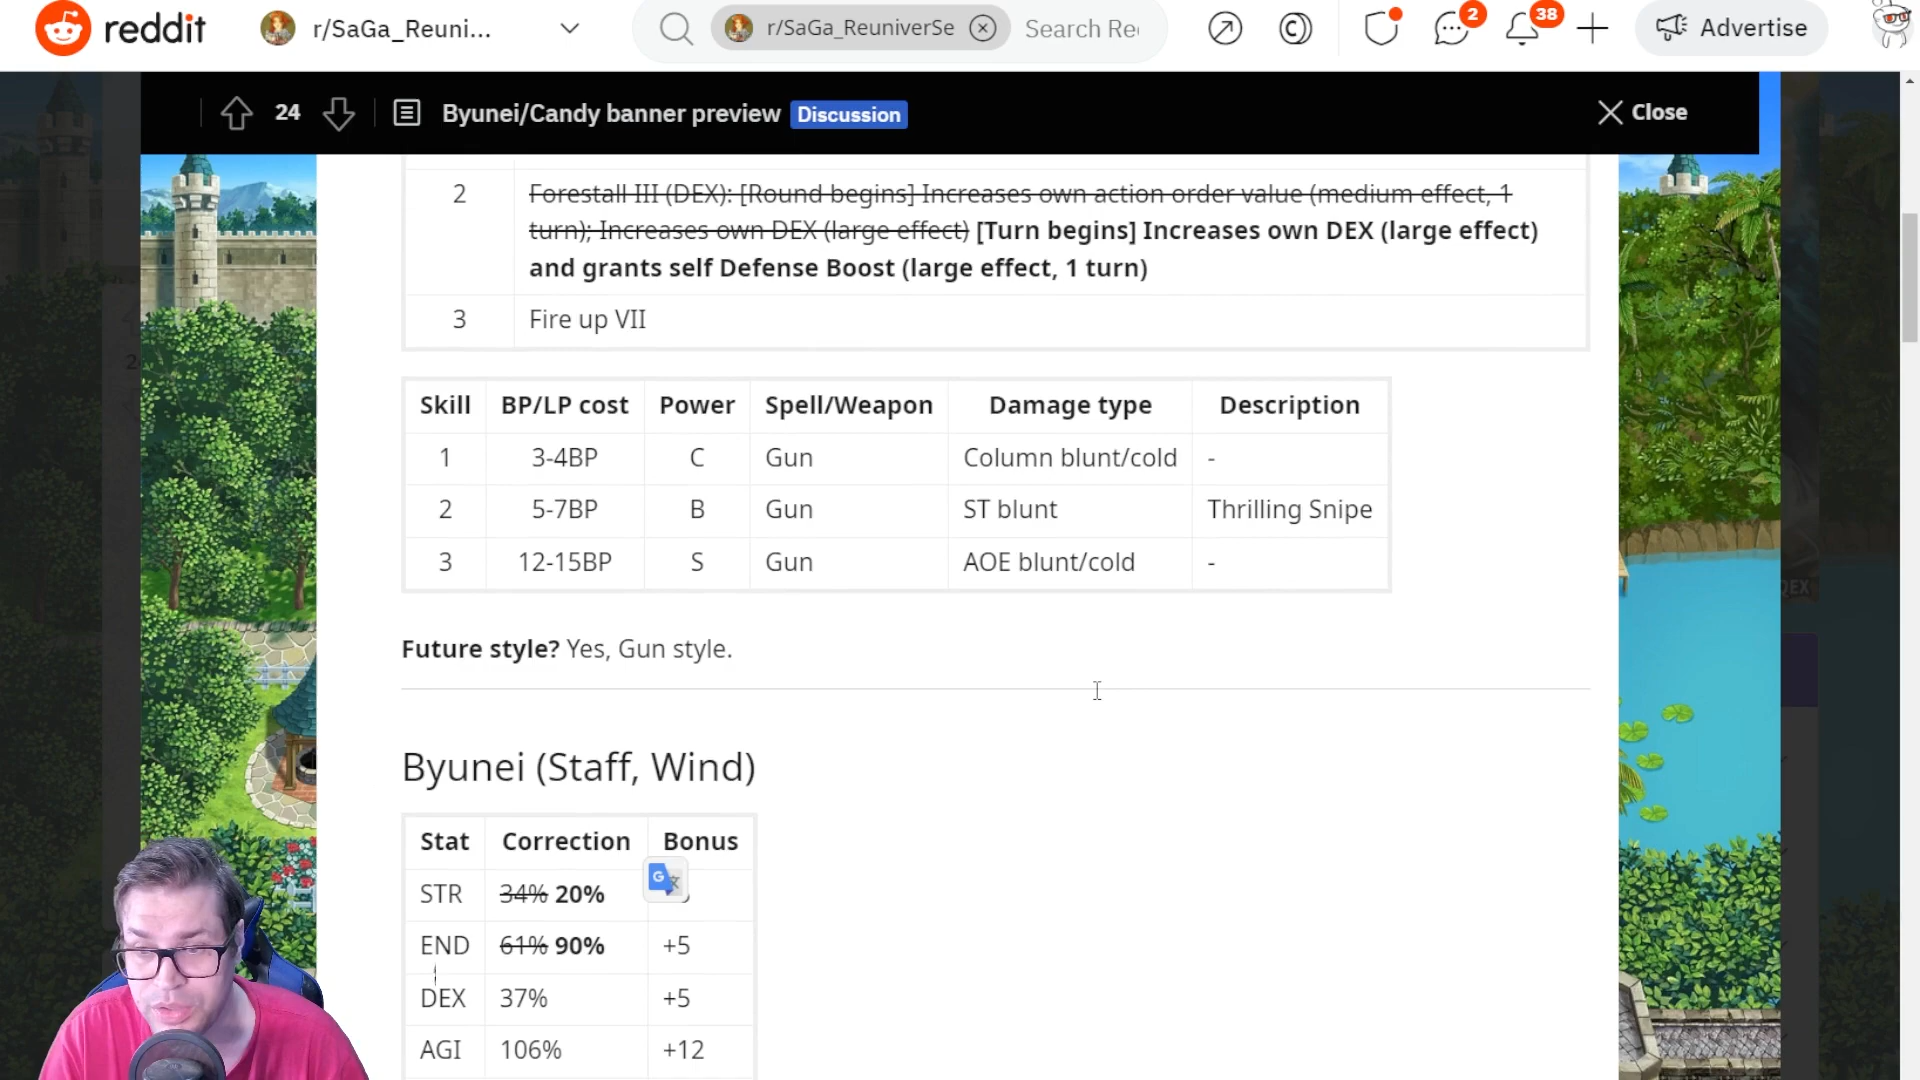 reddit
r/SaGa_Reuni...
r/SaGa_ReuniverSe
Search Re
2
38
Advertise
24
Byunei/Candy banner preview
Discussion
Close
2
Forestall III (DEX): [Round begins] Increases own action order value (medium effect, 1
turn); Increases own DEX (large effect) [Turn begins] Increases own DEX (large effect)
and grants self Defense Boost (large effect, 1 turn)
3 Fire up VII
Skill BP/LP cost Power Spell/Weapon Damage type Description
1 3-4BP C Gun Column blunt/cold -
2 5-7BP B Gun ST blunt Thrilling Snipe
3 12-15BP S Gun AOE blunt/cold -
Future style? Yes, Gun style.
Byunei (Staff, Wind)
Stat Correction Bonus
STR 34% 20%
END 61% 90% +5
DEX 37% +5
AGI 106% +12